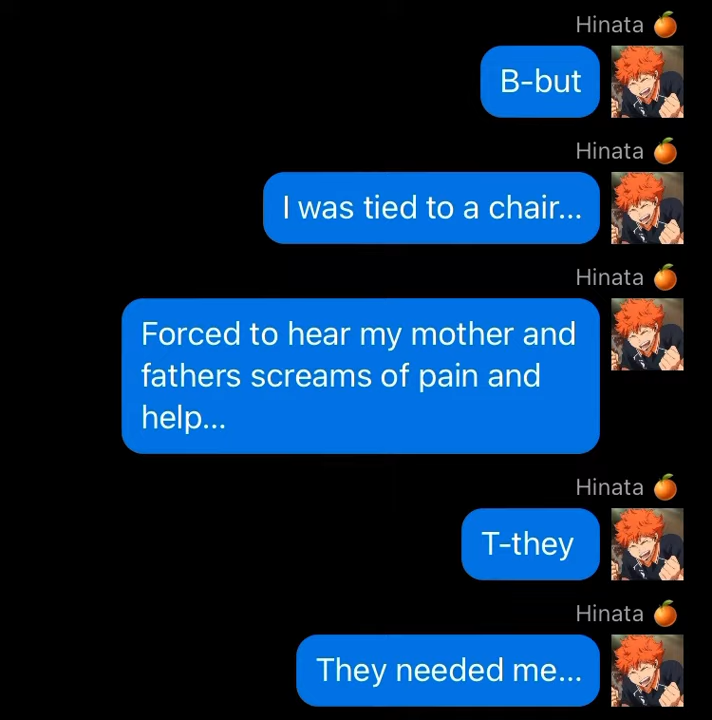 Hinata 🍊
B-but
Hinata 🍊
I was tied to a chair...
Hinata 🍊
Forced to hear my mother and
fathers screams of pain and
help...
Hinata 🍊
T-they
Hinata 🍊
They needed me...